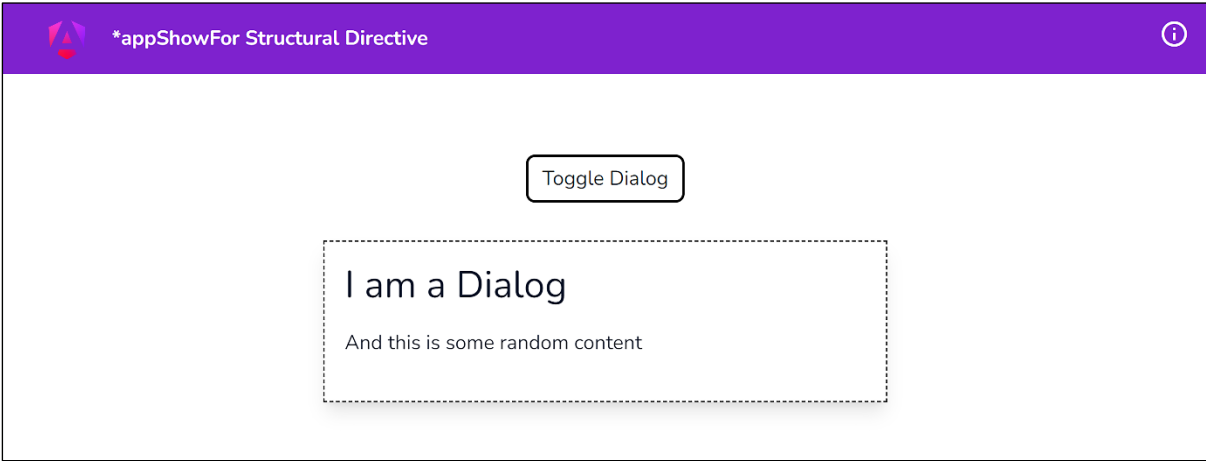 *appShowFor Structural Directive
Toggle Dialog
I am a Dialog
And this is some random content